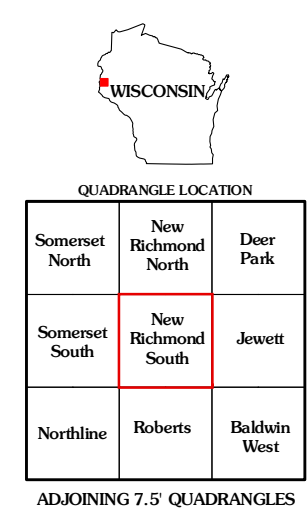 WISCONSIN
QUADRANGLE LOCATION
Somerset
North
New
Richmond
North
Deer
Park
Somerset
South
New
Richmond
South
Jewett
Northline
Roberts
Baldwin
West
ADJOINING 7.5' QUADRANGLES